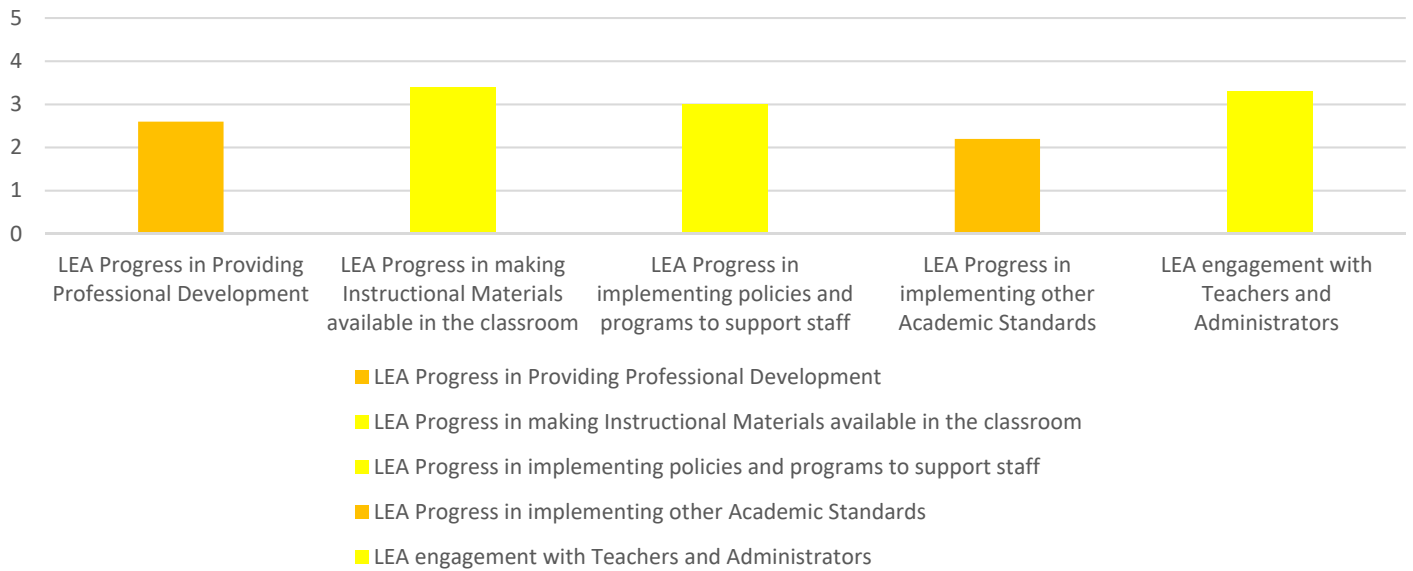 5
4
3
2
1
0
LEA Progress in Providing
Professional Development
LEA Progress in making
Instructional Materials
available in the classroom
LEA Progress in
implementing policies and
programs to support staff
LEA Progress in
implementing other
Academic Standards
LEA engagement with
Teachers and
Administrators
LEA Progress in Providing Professional Development
LEA Progress in making Instructional Materials available in the classroom
LEA Progress in implementing policies and programs to support staff
LEA Progress in implementing other Academic Standards
LEA engagement with Teachers and Administrators